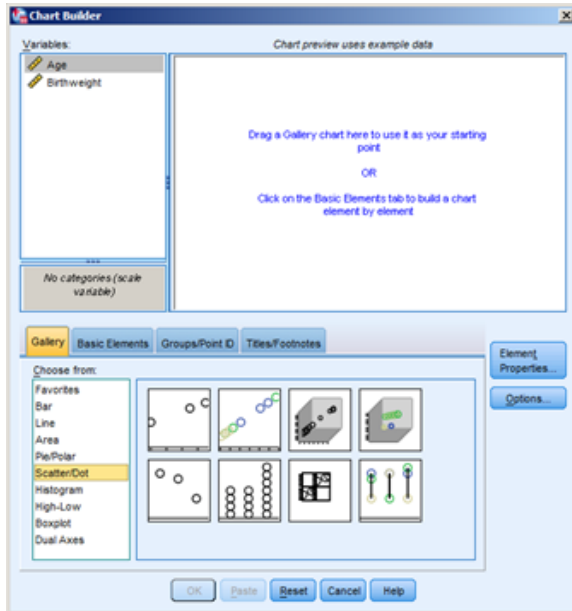 Chart Builder
Variables:
Chart preview uses example data
Age
Birthweight
Drag a Gallery chart here to use it as your starting
point
OR
Click on the Basic Elements tab to build a chart
element by element
No categories (scale
variable)
Gallery
Basic Elements
Groups/Point ID
Titles/Footnotes
Choose from:
Favorites
Bar
Line
Area
Pie/Polar
Scatter/Dot
Histogram
High-Low
Boxplot
Dual Axes
Element
Properties...
Options...
OK
Paste
Reset
Cancel
Help